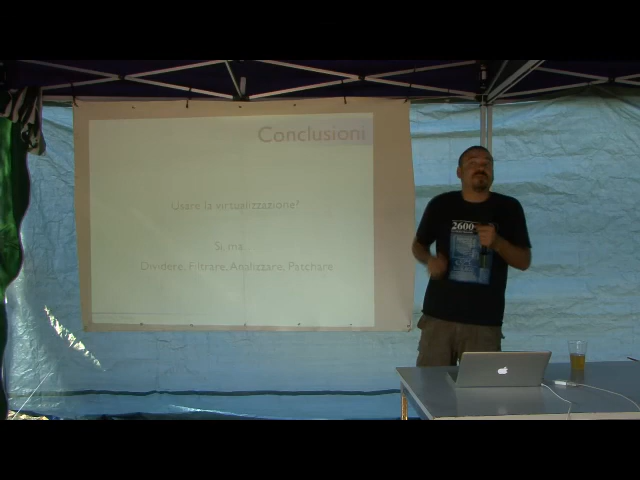 Conclusioni
Usare la virtualizzazione?
Si, ma...
Dividere, Filtrare, Analizzare, Patchare
2600